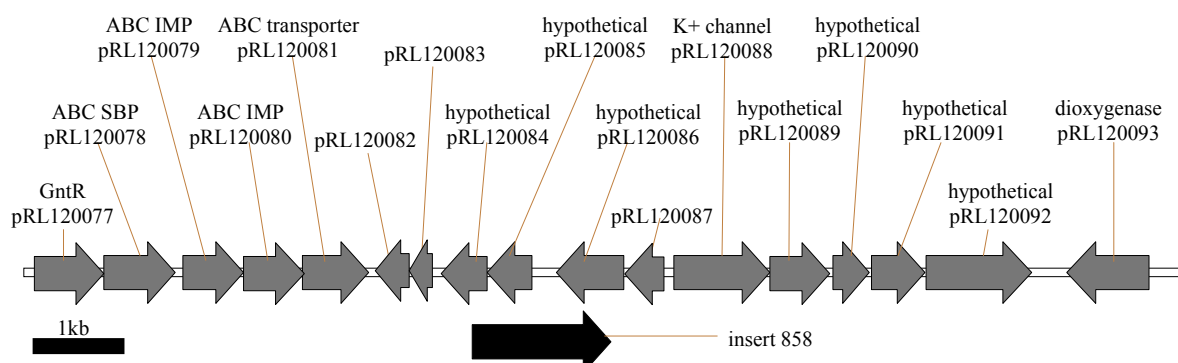 ABC IMP
pRL120079
ABC transporter
pRL120081
pRL120083
hypothetical
pRL120085
K+ channel
pRL120088
hypothetical
pRL120090
ABC SBP
pRL120078
ABC IMP
pRL120080
pRL120082
hypothetical
pRL120084
hypothetical
pRL120086
hypothetical
pRL120089
hypothetical
pRL120091
dioxygenase
pRL120093
GntR
pRL120077
pRL120087
hypothetical
pRL120092
1kb
insert 858